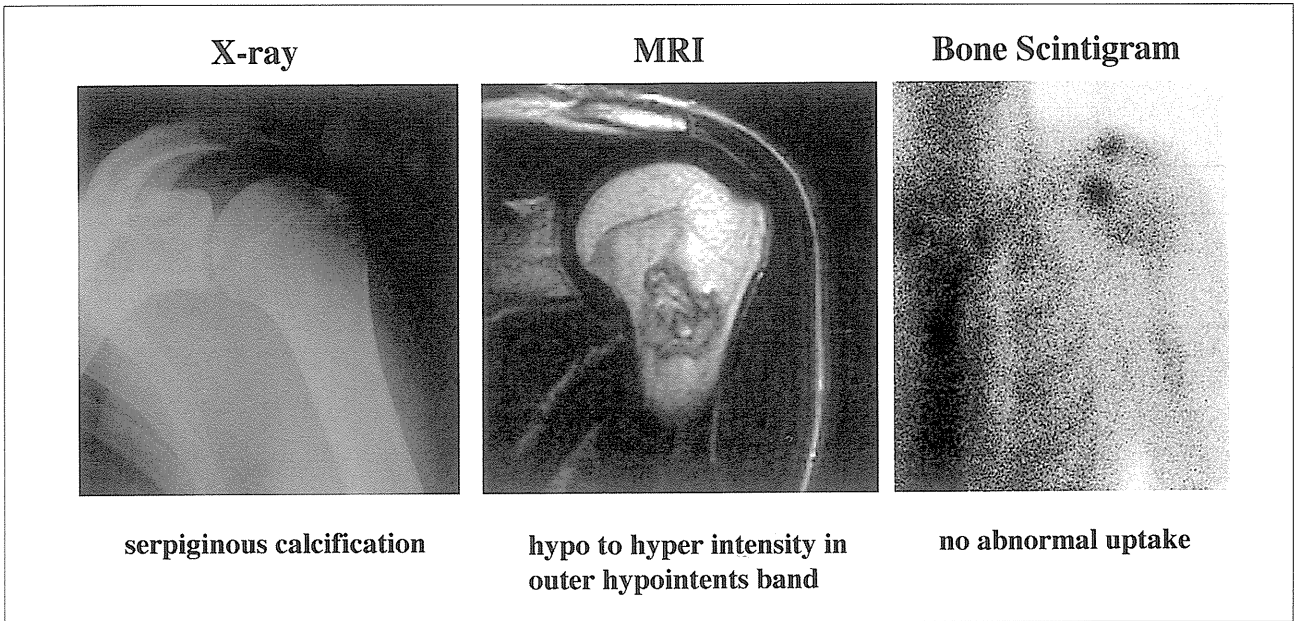 X-ray
MRI
Bone Scintigram
serpiginous calcification
hypo to hyper intensity in
outer hypointents band
no abnormal uptake